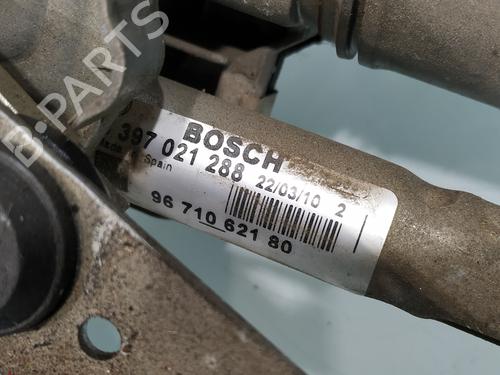 B-PARTS
BOSCH
397 021 288 22/03/10 2
Spain
96 710 621 80